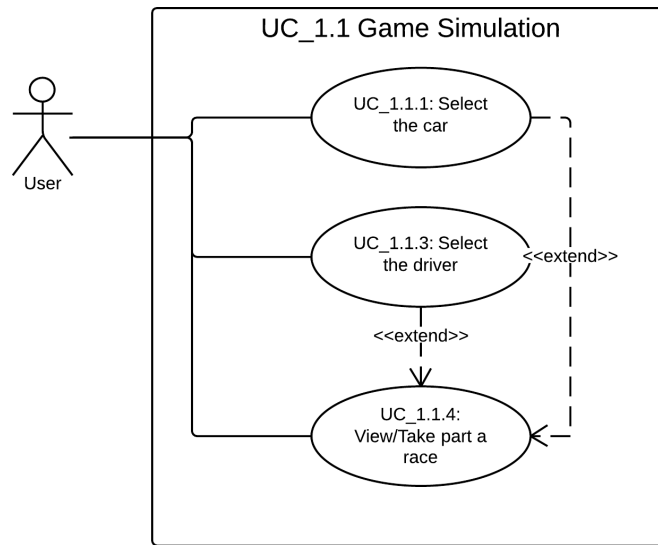 UC_1.1 Game Simulation
UC_1.1.1: Select
the car
User
UC_1.1.3: Select
the driver
<<extend>>
<<extend>>
UC_1.1.4:
View/Take part a
race